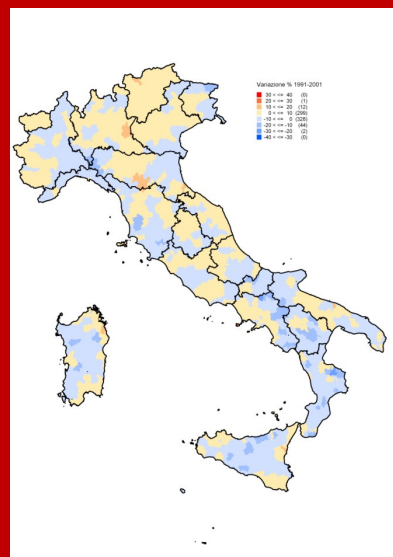 Variazione % 1991-2001
30 < <= 40 (0)
20 < <= 30 (1)
10 < <= 20 (12)
0 < <= 10 (299)
-10 < <= 0 (328)
-20 < <= -10 (44)
-30 < <= -20 (2)
-40 < <= -30 (0)